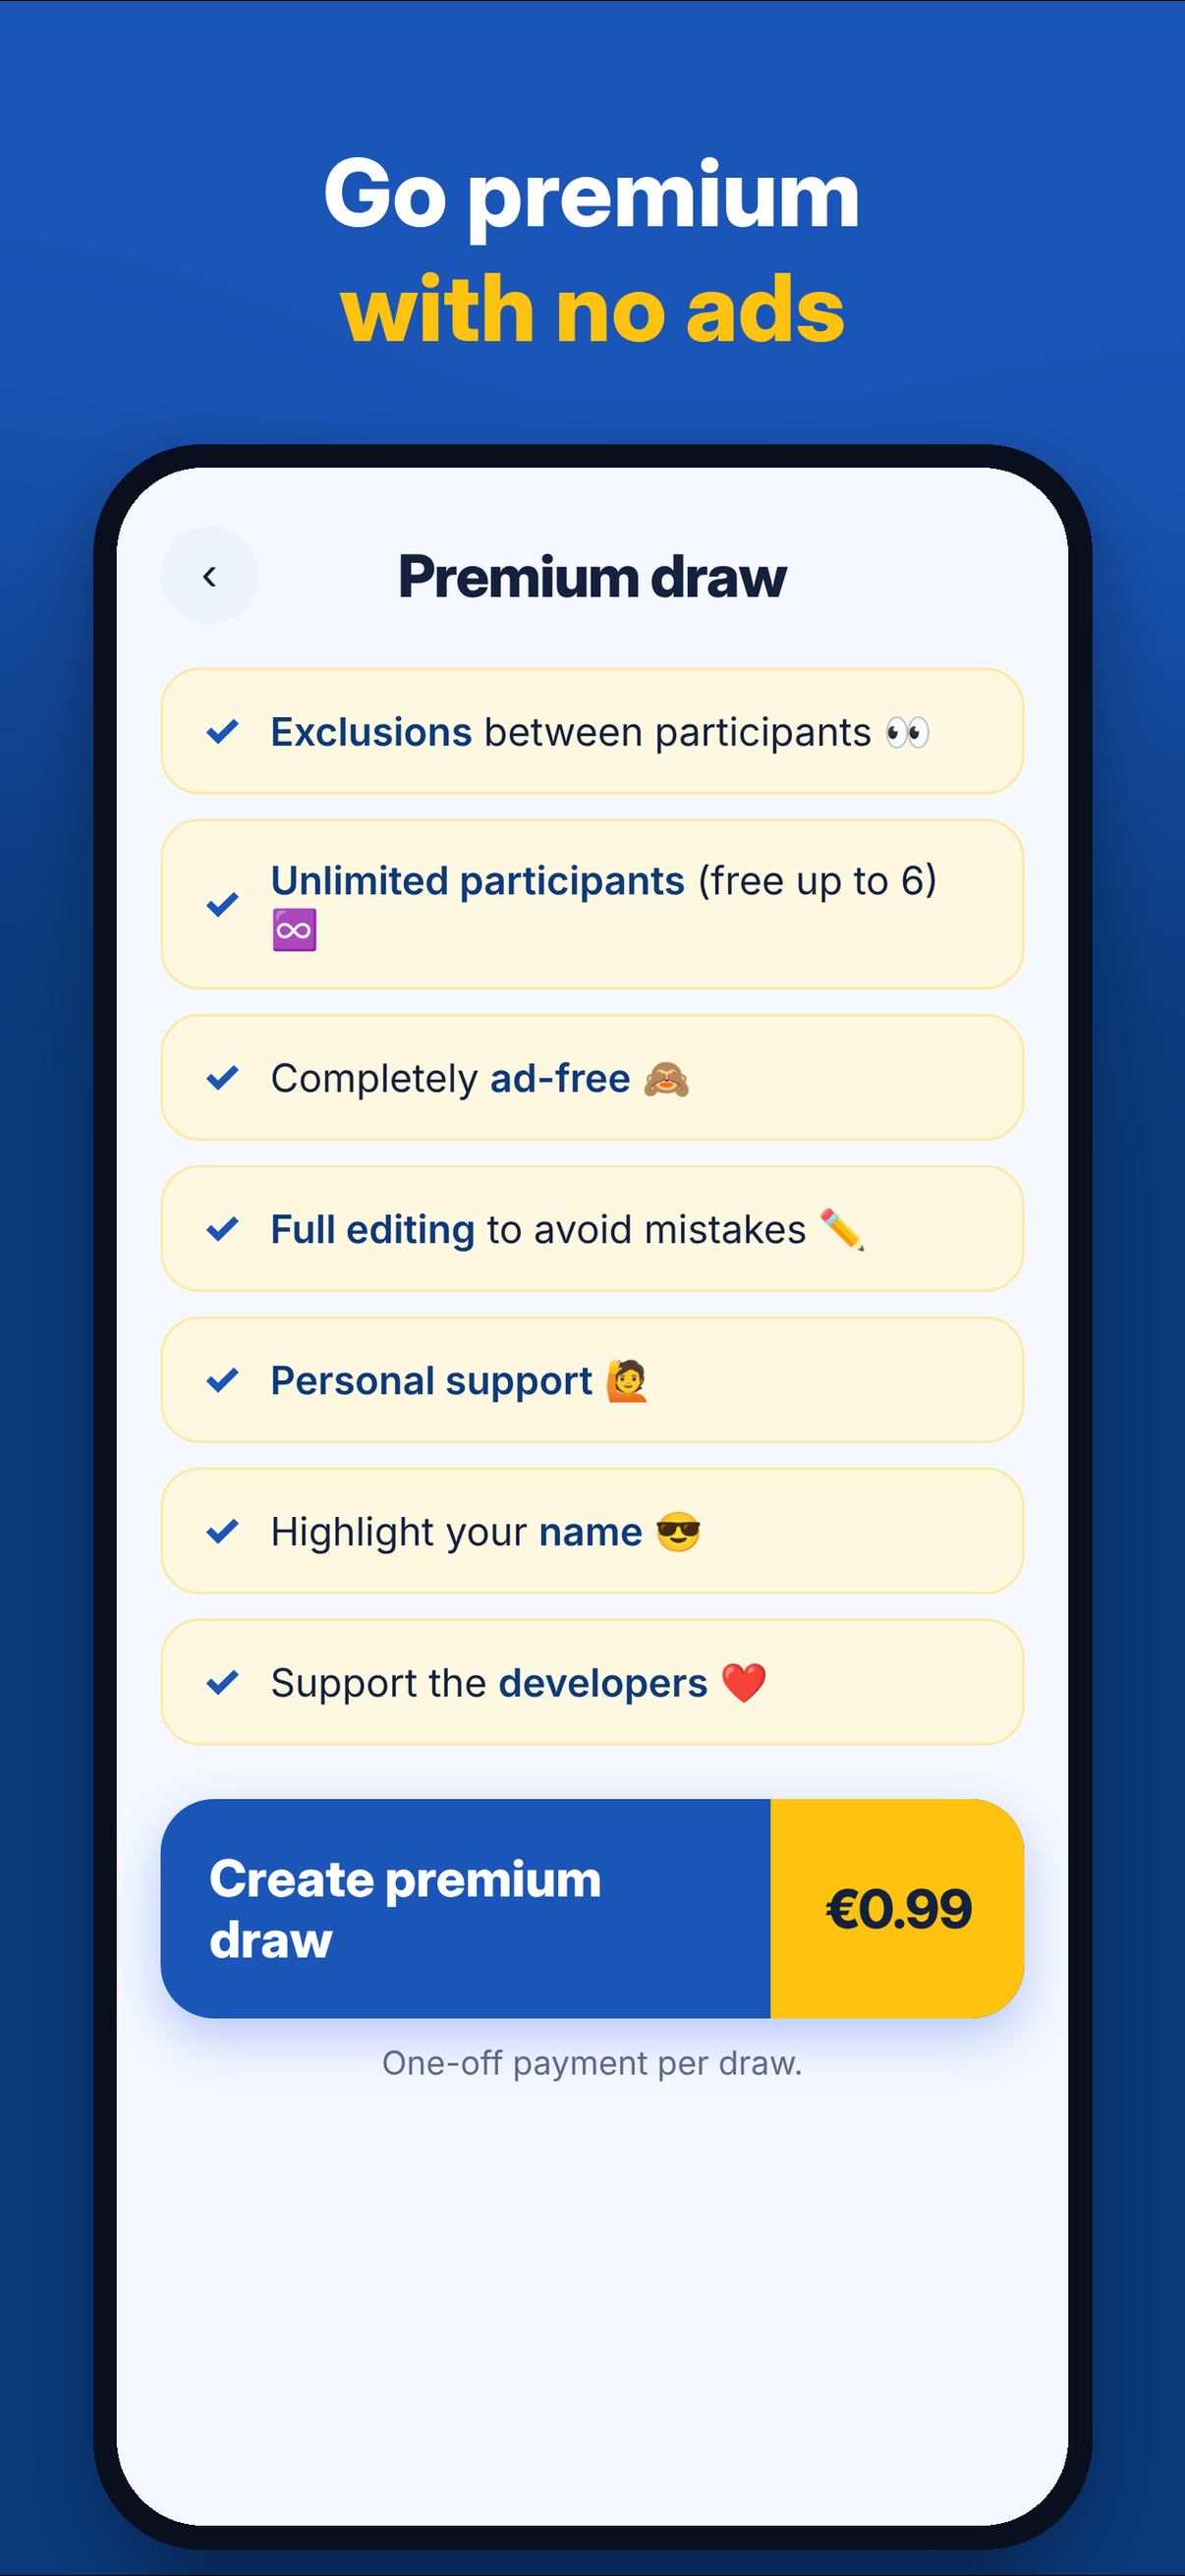 Go premium
with no ads
‹
Premium draw
Exclusions between participants 👀
Unlimited participants (free up to 6)
♾️
Completely ad-free 🙈
Full editing to avoid mistakes ✏️
Personal support 🙋
Highlight your name 😎
Support the developers ❤️
Create premium
draw
€0.99
One-off payment per draw.